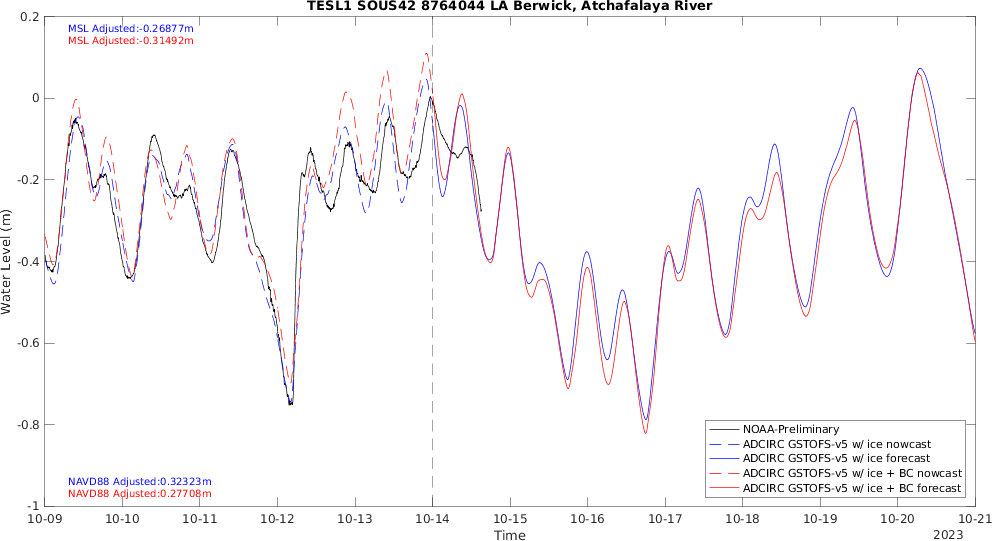 TESL1 SOUS42 8764044 LA Berwick, Atchafalaya River
MSL Adjusted:-0.26877m
MSL Adjusted:-0.31492m
0.2
0
-0.2
-0.4
-0.6
-0.8
-1
Water Level (m)
NAVD88 Adjusted:0.32323m
NAVD88 Adjusted:0.27708m
NOAA-Preliminary
ADCIRC GSTOFS-v5 w/ ice nowcast
ADCIRC GSTOFS-v5 w/ ice forecast
ADCIRC GSTOFS-v5 w/ ice + BC nowcast
ADCIRC GSTOFS-v5 w/ ice + BC forecast
10-09 10-10 10-11 10-12 10-13 10-14 10-15 10-16 10-17 10-18 10-19 10-20 10-21
Time
2023